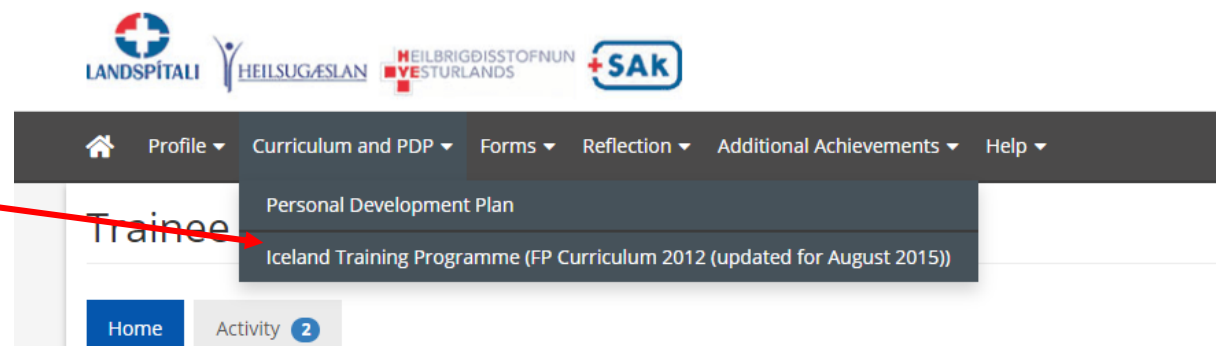 LANDSPÍTALI HEILSUGÆSLAN HEILBRIGÐISSTOFNUN
VESTURLANDS
SAk
Profile Curriculum and PDP Forms Reflection Additional Achievements Help
Personal Development Plan
Trainee
Iceland Training Programme (FP Curriculum 2012 (updated for August 2015))
Home Activity 2